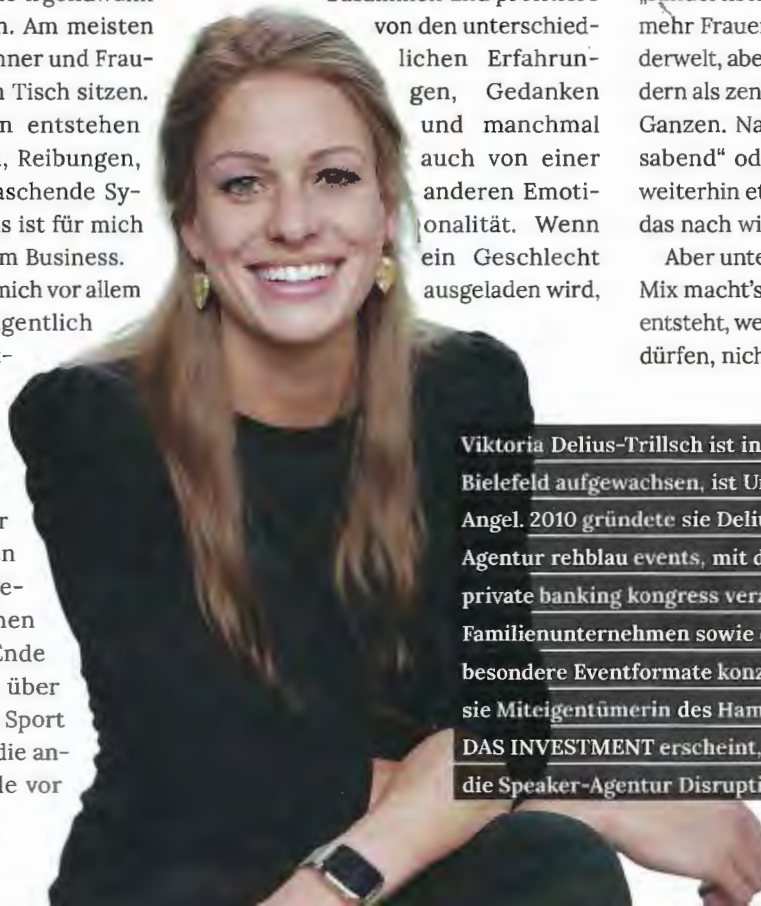 irgendwann
n. Am meisten
nner und Frau-
n Tisch sitzen.
n entstehen
, Reibungen,
aschende Sy-
s ist für mich
m Business.
mich vor allem
gentlich
-
r
n
e-
nen
Ende
über
Sport
die an-
le vor
von den unterschied-
lichen Erfahrun-
gen, Gedanken
und manchmal
auch von einer
anderen Emoti-
onalität. Wenn
ein Geschlecht
ausgeladen wird,
mehr Frauen
derwelt, abe
dern als zen
Ganzen. Na
sabend“ od
weiterhin et
das nach wi
Aber unte
Mix macht’s
entsteht, we
dürfen, nich
Viktoria Delius-Trillsch ist in
Bielefeld aufgewachsen, ist U
Angel. 2010 gründete sie Deliu
Agentur rehblau events, mit d
private banking kongress vera
Familienunternehmen sowie
besondere Eventformate konz
sie Miteigentümerin des Ham
DAS INVESTMENT erscheint,
die Speaker-Agentur Disrupti